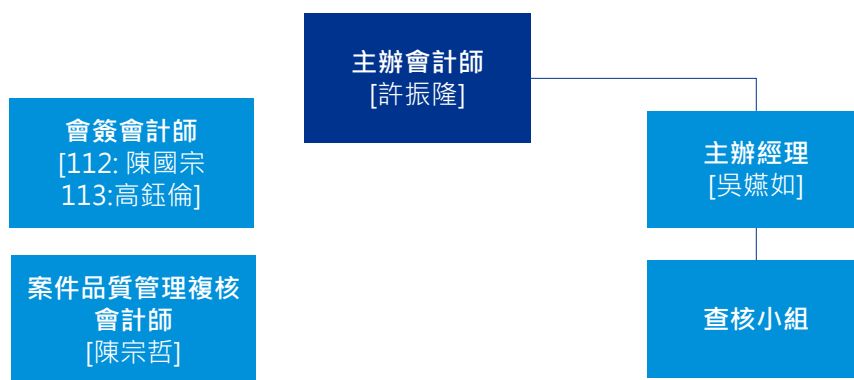 主辦會計師
[許振隆]
會簽會計師
[112: 陳國宗
113:高鈺倫]
主辦經理
[吳嬿如]
案件品質管理複核
會計師
[陳宗哲]
查核小組